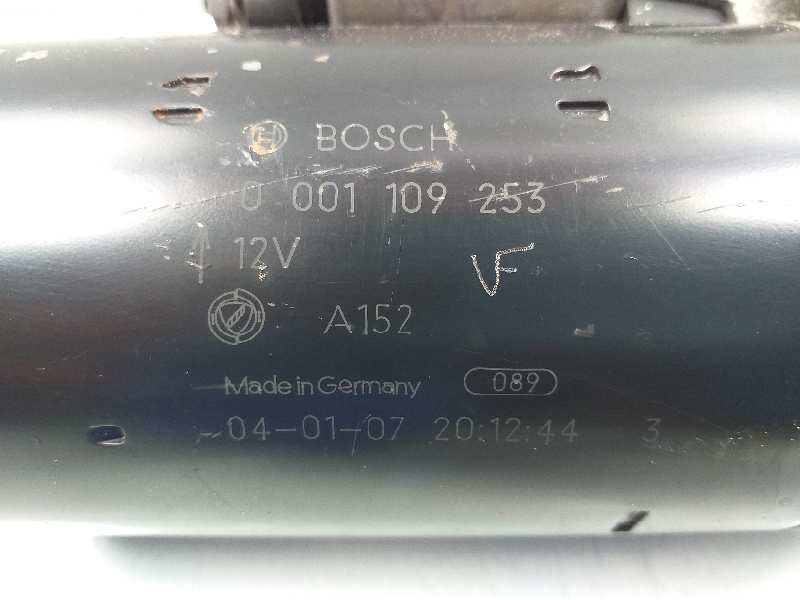 BOSCH
0 001 109 253
12V
VF
A152
Made in Germany 089
04-01-07 20:12:44 3